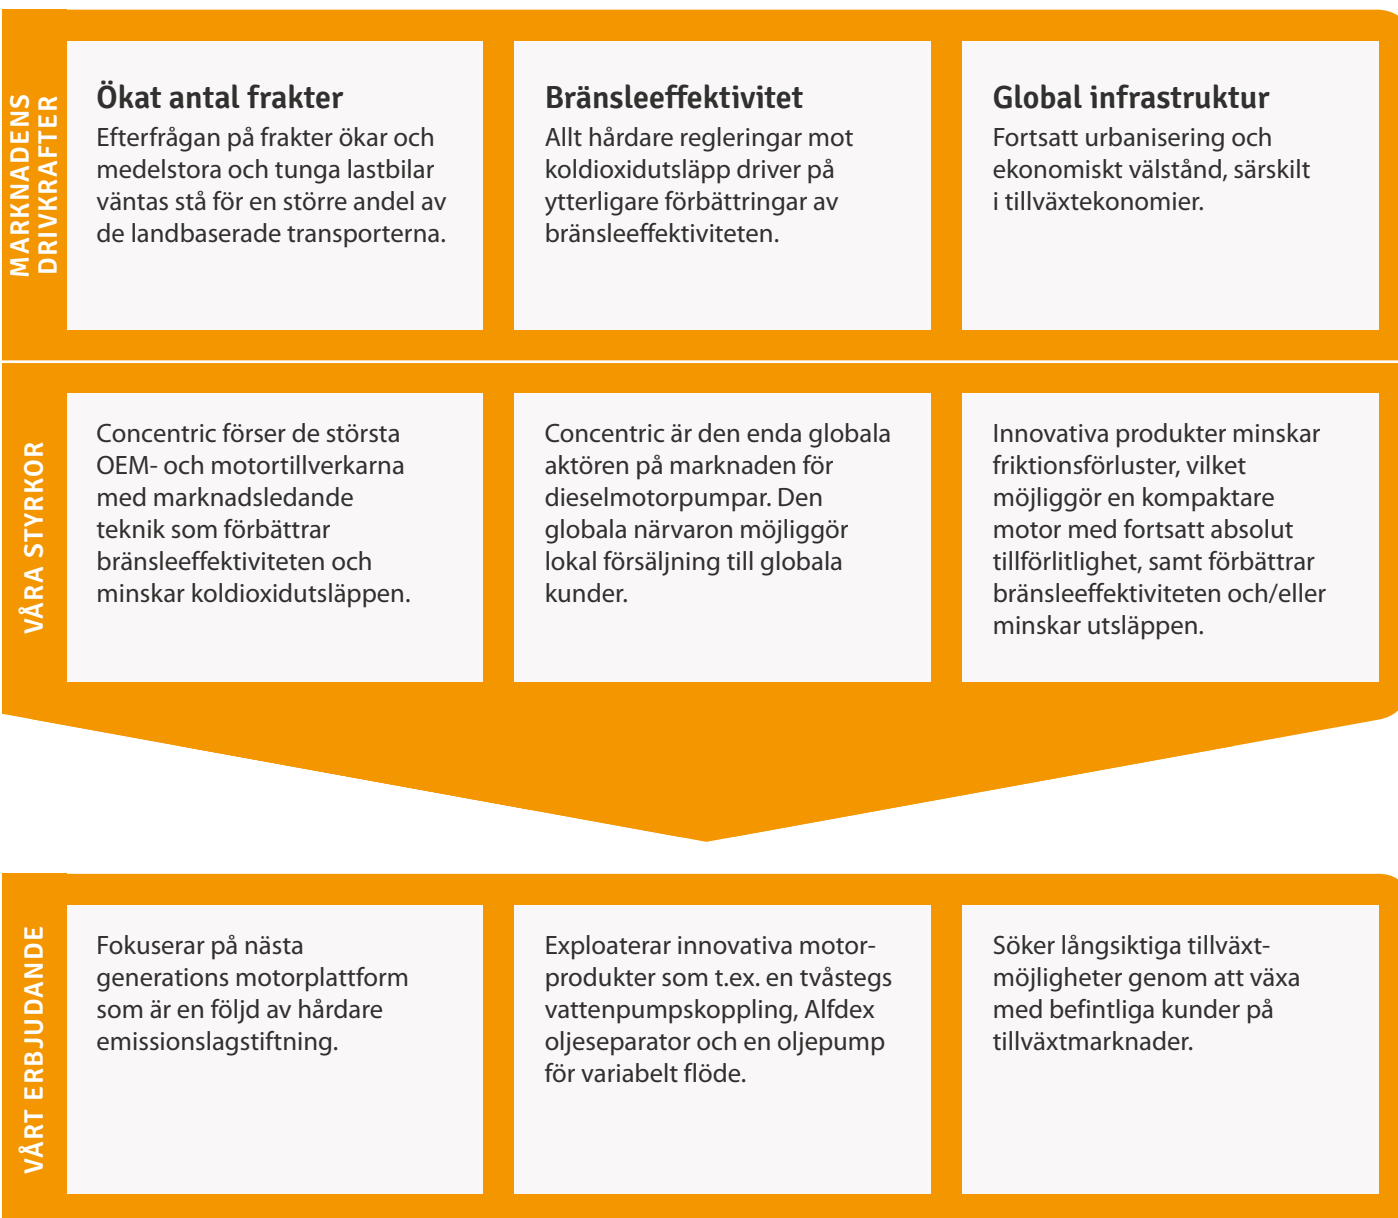 MARKNADENS
DRIVKRAFTER
Ökat antal frakter
Efterfrågan på frakter ökar och
medelstora och tunga lastbilar
väntas stå för en större andel av
de landbaserade transporterna.
Bränsleeffektivitet
Allt hårdare regleringar mot
koldioxidutsläpp driver på
ytterligare förbättringar av
bränsleeffektiviteten.
Global infrastruktur
Fortsatt urbanisering och
ekonomiskt välstånd, särskilt
i tillväxtekonomier.
VÅRA STYRKOR
Concentric förser de största
OEM- och motortillverkarna
med marknadsledande
teknik som förbättrar
bränsleeffektiviteten och
minskar koldioxidutsläppen.
Concentric är den enda globala
aktören på marknaden för
dieselmotorpumpar. Den
globala närvaron möjliggör
lokal försäljning till globala
kunder.
Innovativa produkter minskar
friktionsförluster, vilket
möjliggör en kompaktare
motor med fortsatt absolut
tillförlitlighet, samt förbättrar
bränsleeffektiviteten och/eller
minskar utsläppen.
VÅRT ERBJUDANDE
Fokuserar på nästa
generations motorplattform
som är en följd av hårdare
emissionslagstiftning.
Exploaterar innovativa motor-
produkter som t.ex. en tvåstegs
vattenpumpskoppling, Alfdex
oljeseparator och en oljepump
för variabelt flöde.
Söker långsiktiga tillväxt-
möjligheter genom att växa
med befintliga kunder på
tillväxtmarknader.